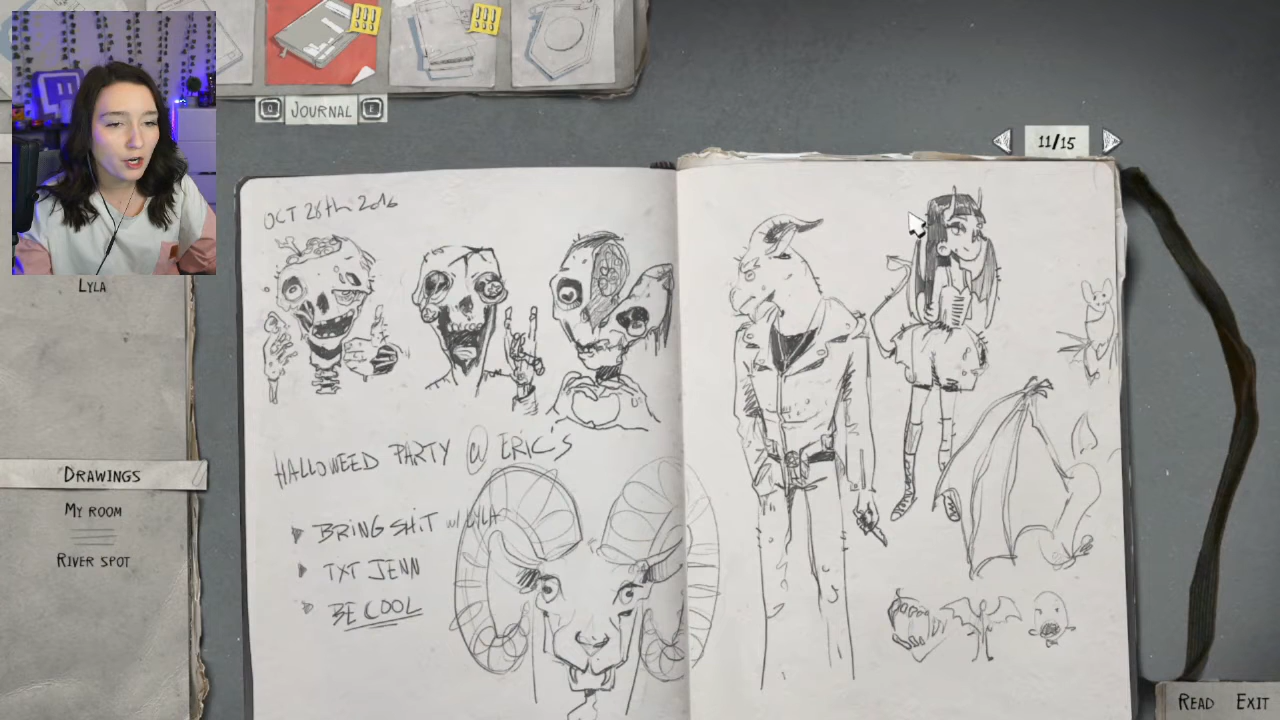 Q JOURNAL E
11/15
OCT 28th 2016
LYLA
HALLOWEED PARTY @ ERIC'S
DRAWINGS
MY ROOM
BRING SHIT w/ LYLA
RIVER SPOT
TXT JENN
BE COOL
READ EXIT